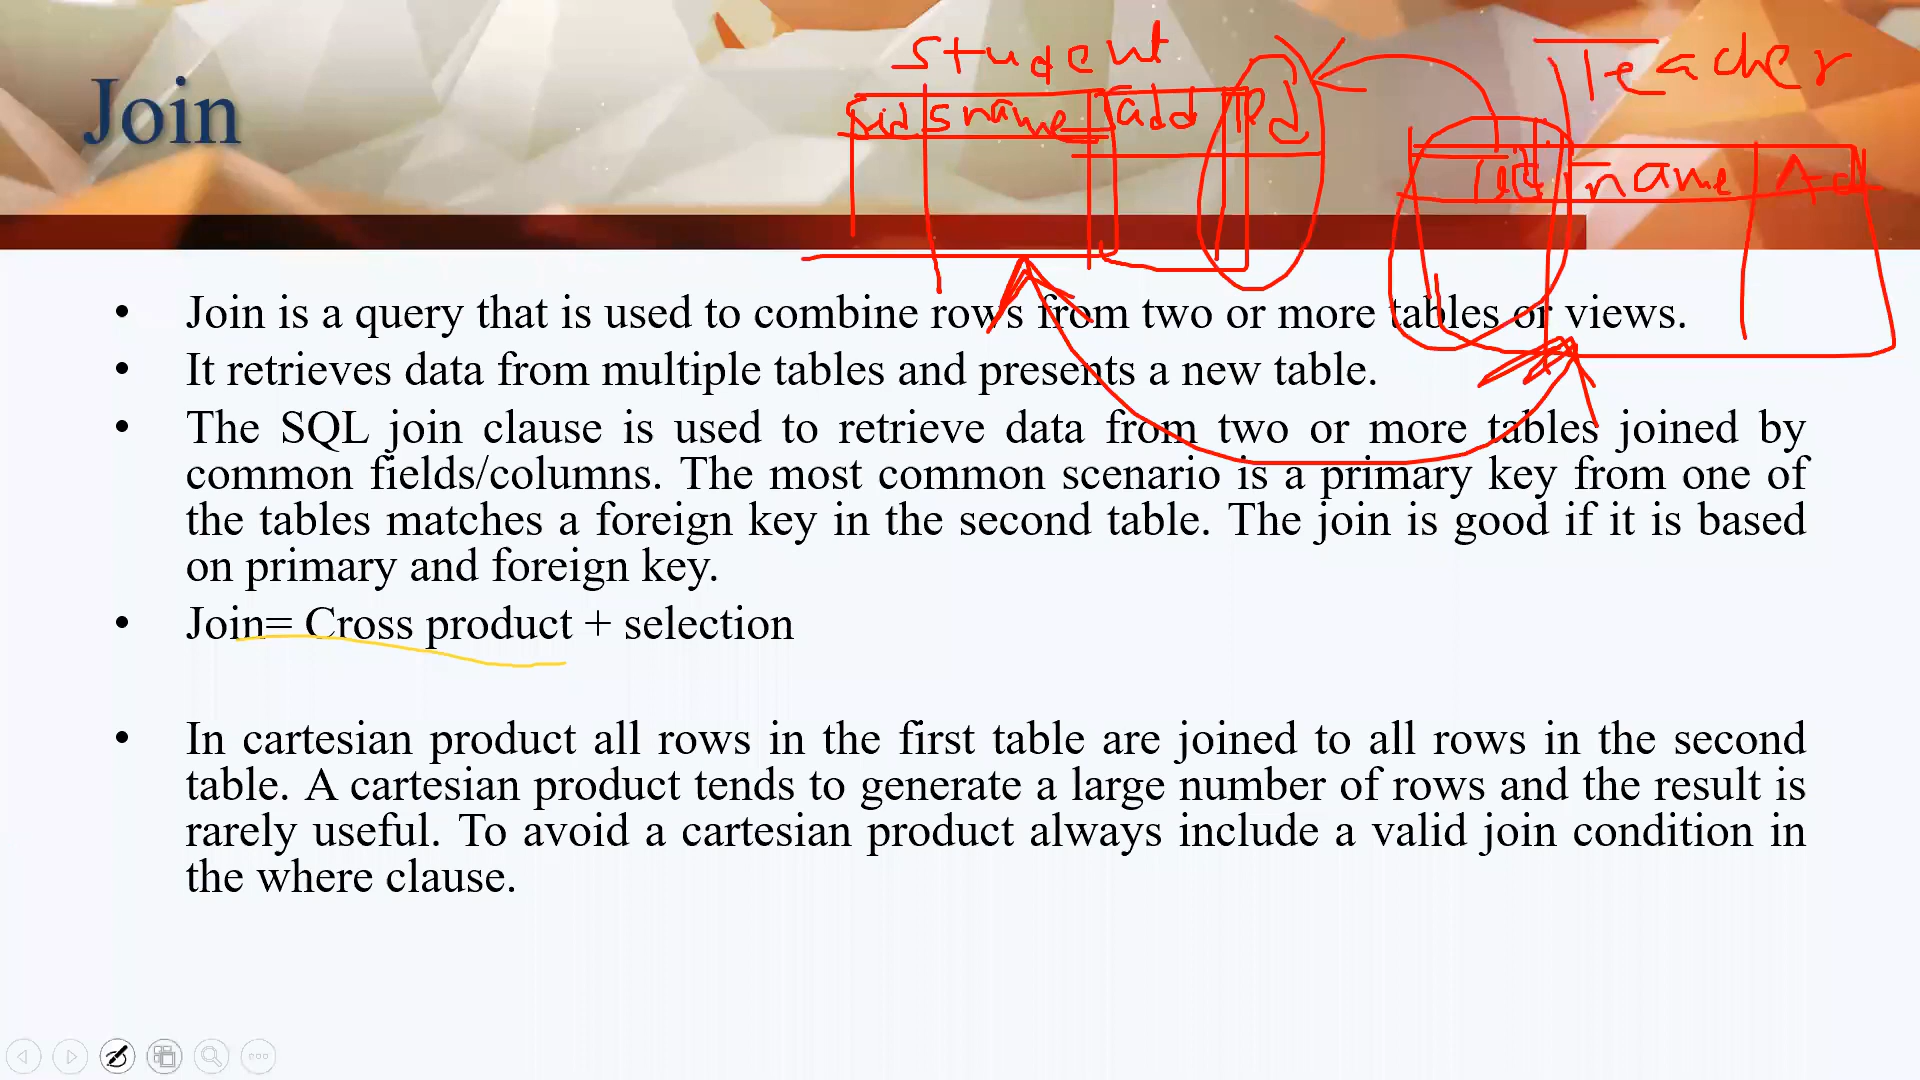 Student
Teacher
Join
Sid sname add
name Ad
• Join is a query that is used to combine rows from two or more tables or views.
• It retrieves data from multiple tables and presents a new table.
• The SQL join clause is used to retrieve data from two or more tables joined by
common fields/columns. The most common scenario is a primary key from one of
the tables matches a foreign key in the second table. The join is good if it is based
on primary and foreign key.
• Join= Cross product + selection
• In cartesian product all rows in the first table are joined to all rows in the second
table. A cartesian product tends to generate a large number of rows and the result is
rarely useful. To avoid a cartesian product always include a valid join condition in
the where clause.